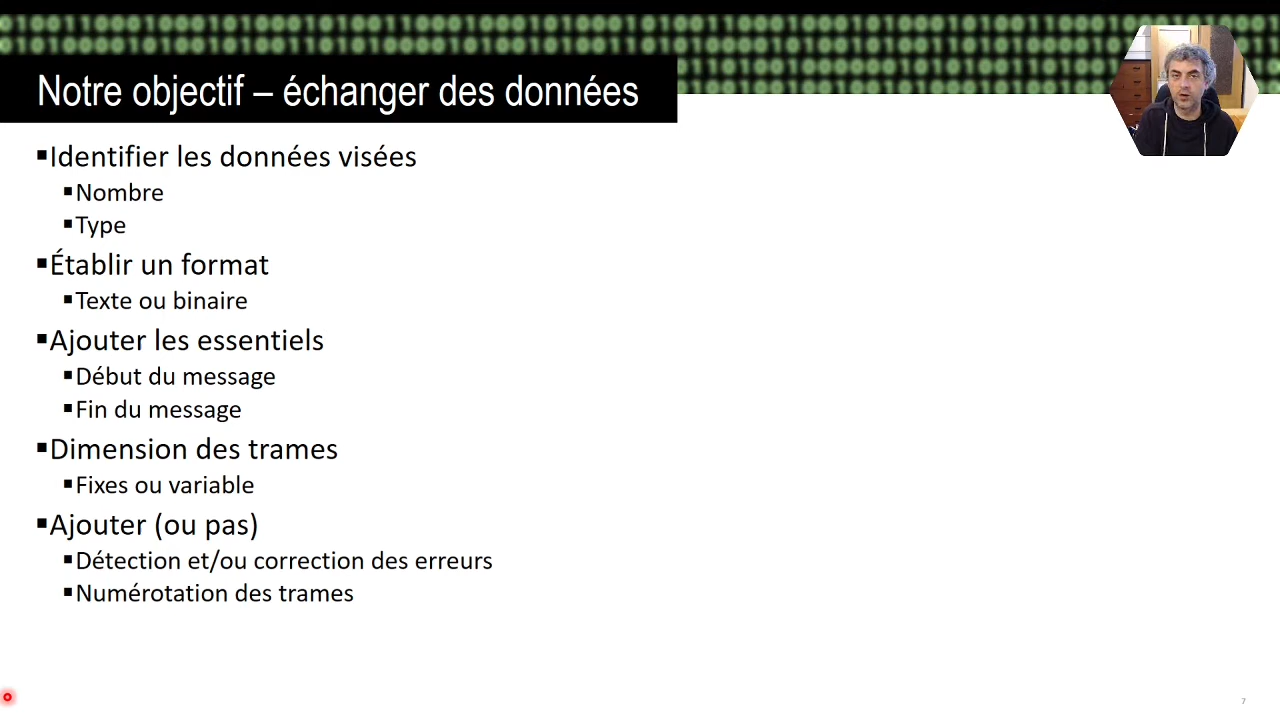 Notre objectif – échanger des données
▪Identifier les données visées
▪Nombre
▪Type
▪Établir un format
▪Texte ou binaire
▪Ajouter les essentiels
▪Début du message
▪Fin du message
▪Dimension des trames
▪Fixes ou variable
▪Ajouter (ou pas)
▪Détection et/ou correction des erreurs
▪Numérotation des trames
7